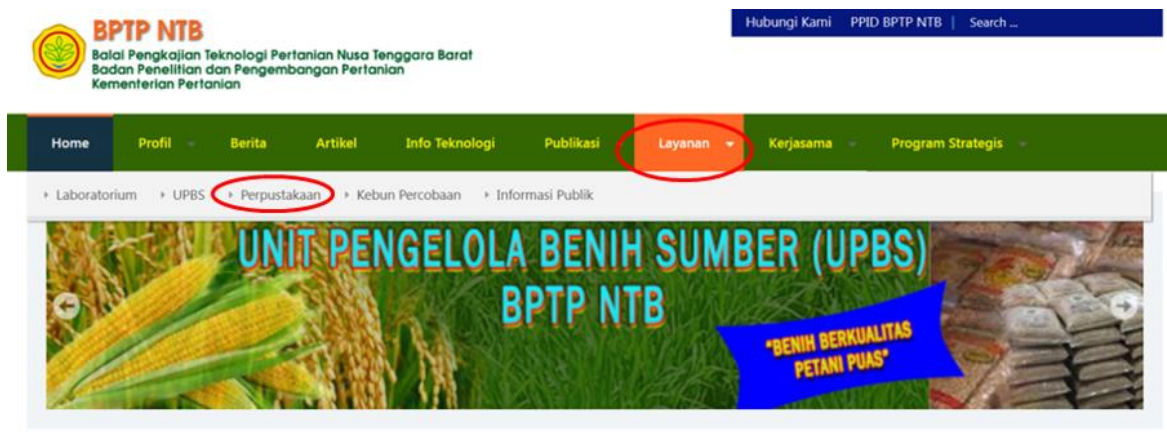 Hubungi Kami PPID BPTP NTB | Search ...
BPTP NTB
Balai Pengkajian Teknologi Pertanian Nusa Tenggara Barat
Badan Penelitian dan Pengembangan Pertanian
Kementerian Pertanian
Home Profil Berita Artikel Info Teknologi Publikasi Layanan Kerjasama Program Strategis
Laboratorium UPBS Perpustakaan Kebun Percobaan Informasi Publik
UNIT PENGELOLA BENIH SUMBER (UPBS)
BPTP NTB
"BENIH BERKUALITAS
PETANI PUAS"